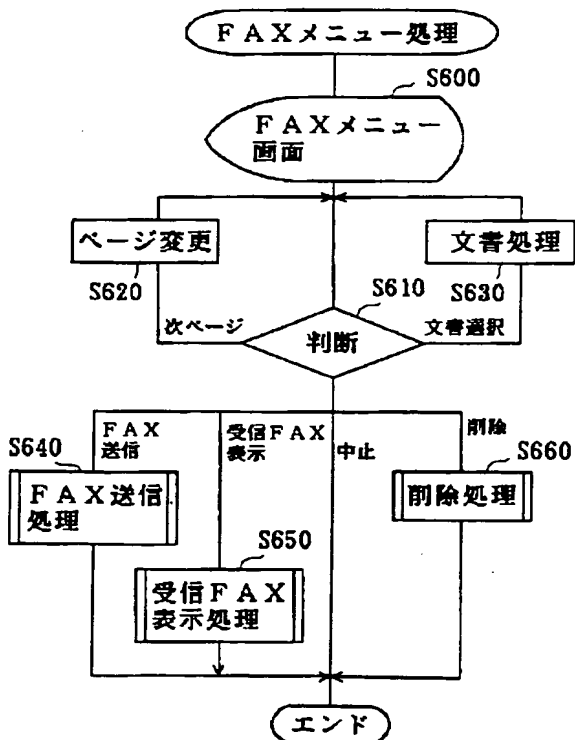 ＦＡＸメニュー処理
S600
ＦＡＸメニュー
画面
ページ変更
文書処理
S620
S610
S630
次ページ
判断
文書選択
ＦＡＸ
送信
受信ＦＡＸ
表示
中止
削除
S640
S660
ＦＡＸ送信
処理
削除処理
S650
受信ＦＡＸ
表示処理
エンド